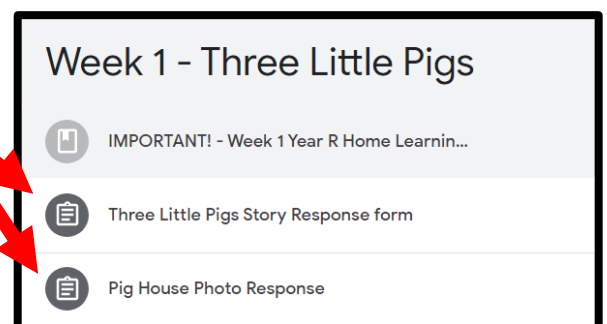 Week 1 - Three Little Pigs
IMPORTANT! - Week 1 Year R Home Learnin...
Three Little Pigs Story Response form
Pig House Photo Response